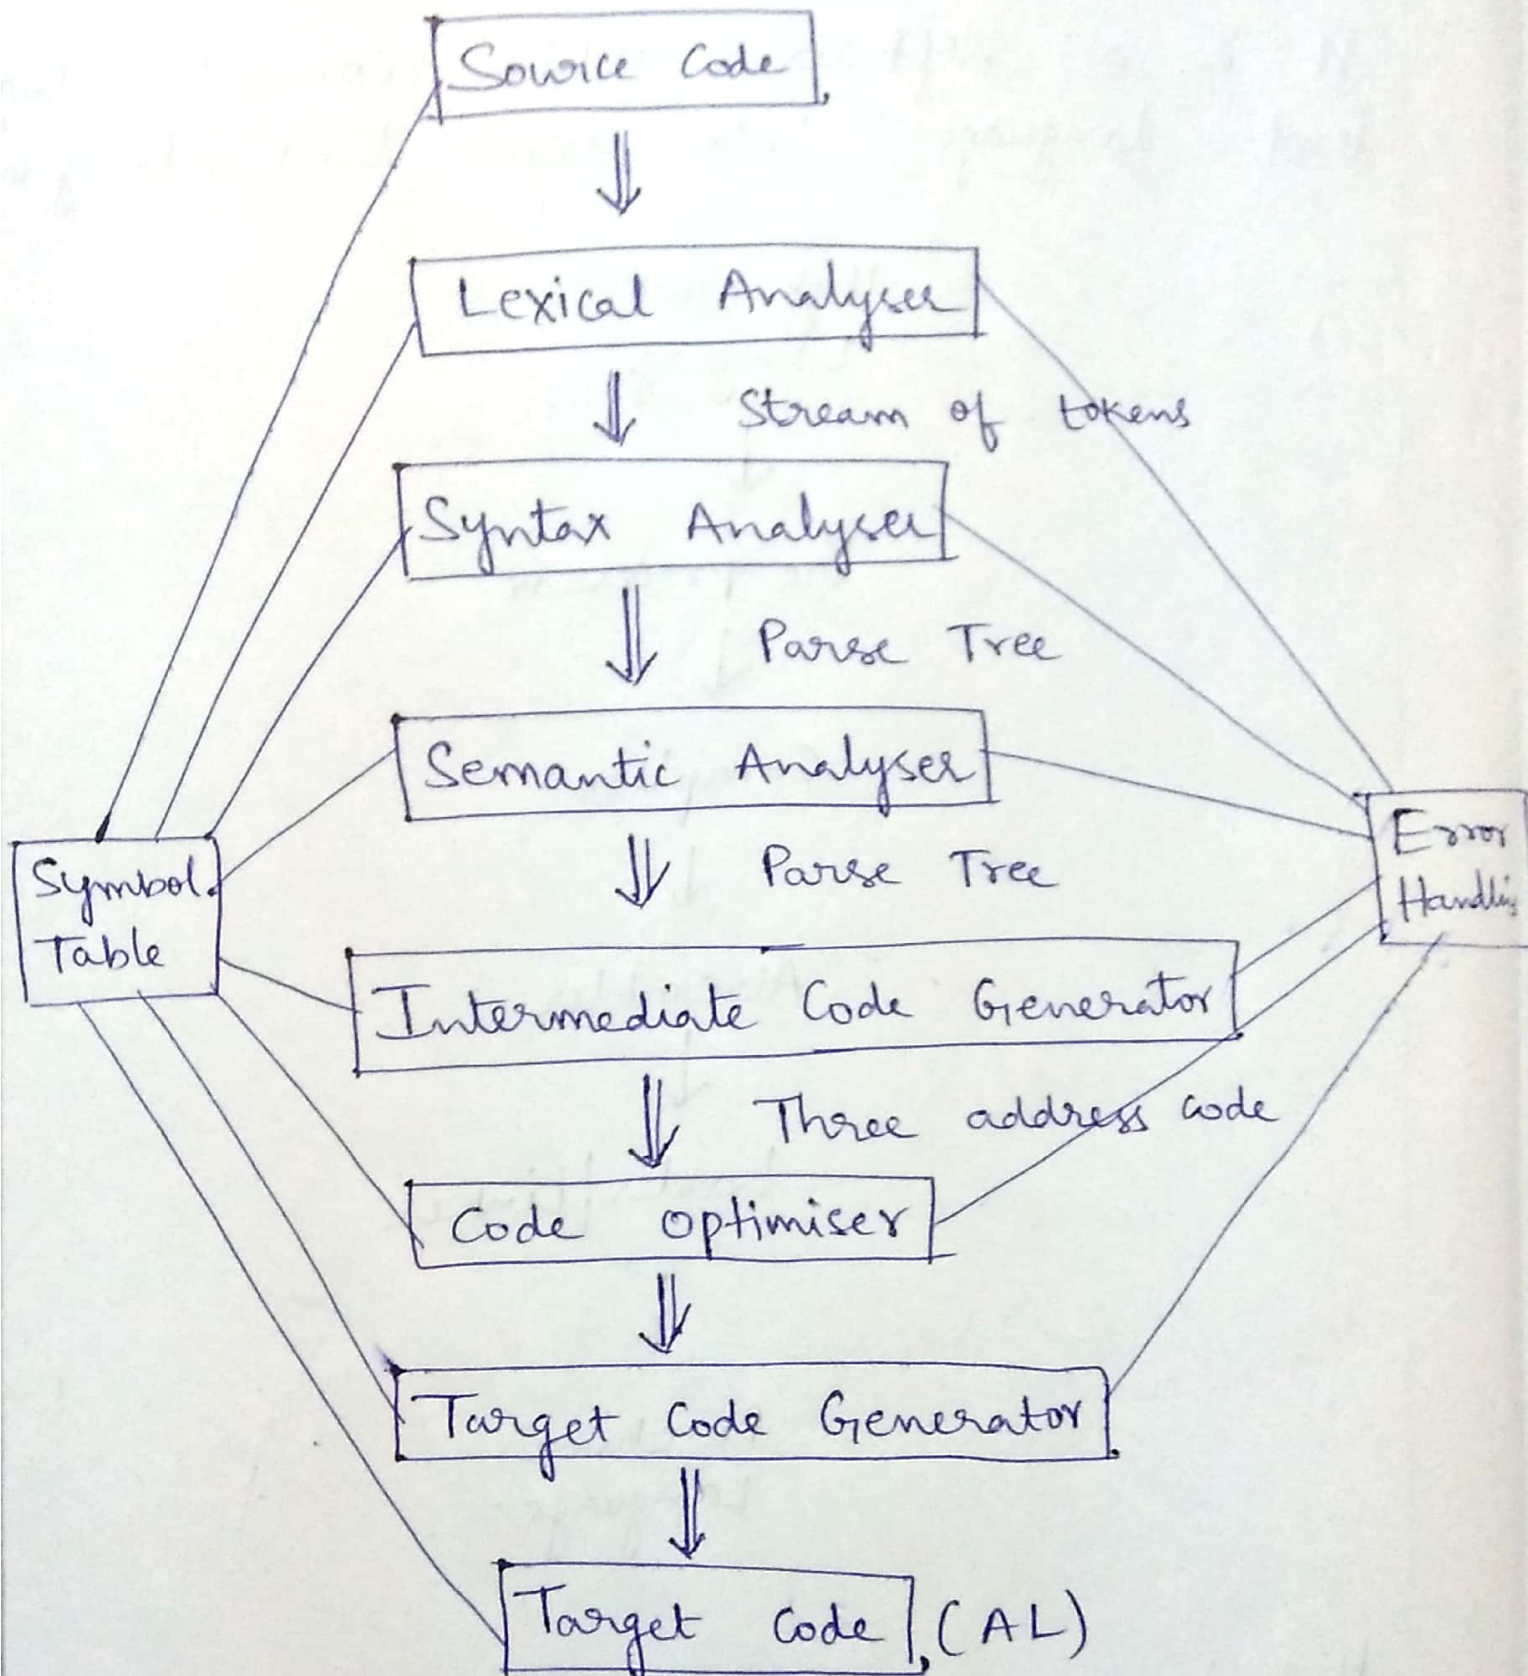 Source Code
Lexical Analyser
Stream of tokens
Syntax Analyser
Parse Tree
Semantic Analyser
Parse Tree
Symbol
Table
Error
Handling
Intermediate Code Generator
Three address code
Code Optimiser
Target Code Generator
Target Code (AL)